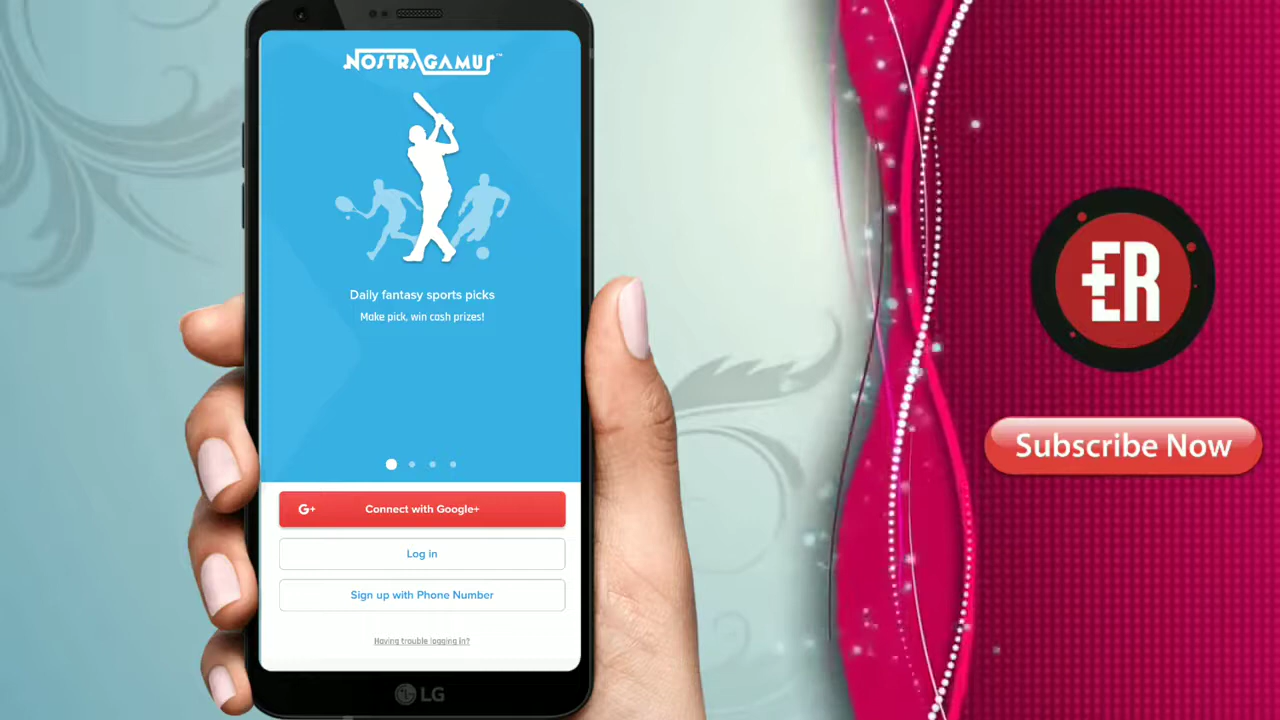 NOSTRAGAMUS™
Daily fantasy sports picks
Make pick, win cash prizes!
G+ Connect with Google+
Log in
Sign up with Phone Number
Having trouble logging in?
LG
ER
Subscribe Now